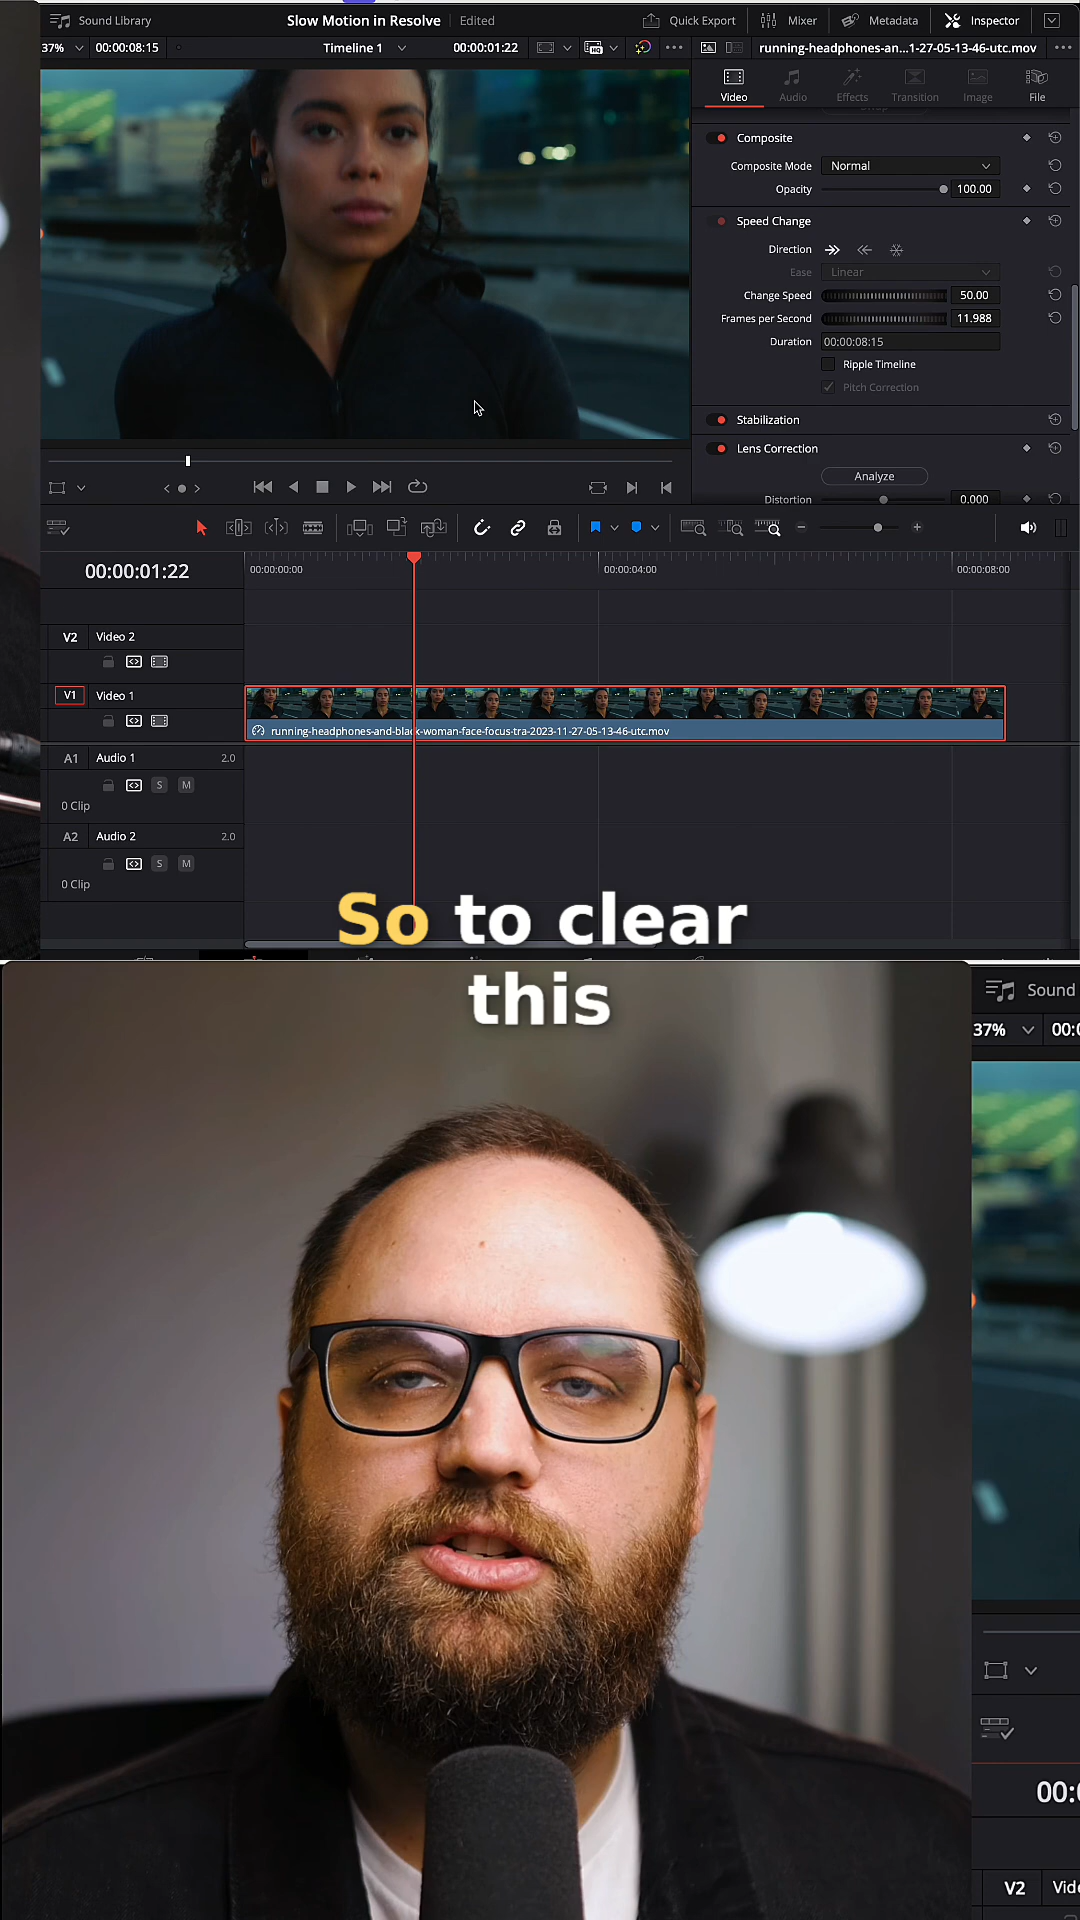 Sound Library
Slow Motion in Resolve
Edited
Quick Export
Mixer
Metadata
Inspector
37%
00:00:08:15
Timeline 1
00:00:01:22
HQ
running-headphones-an...1-27-05-13-46-utc.mov
Video
Audio
Effects
Transition
Image
File
Composite
Composite Mode
Normal
Opacity
100.00
Speed Change
Direction
Ease
Linear
Change Speed
50.00
Frames per Second
11.988
Duration
00:00:08:15
Ripple Timeline
Pitch Correction
Stabilization
Lens Correction
Analyze
Distortion
0.000
00:00:01:22
00:00:00:00
00:00:04:00
00:00:08:00
V2
Video 2
V1
Video 1
running-headphones-and-black-woman-face-focus-tra-2023-11-27-05-13-46-utc.mov
A1
Audio 1
2.0
S
M
0 Clip
A2
Audio 2
2.0
S
M
0 Clip
So to clear
this
Sound
37%
00:0
00:0
V2
Vide